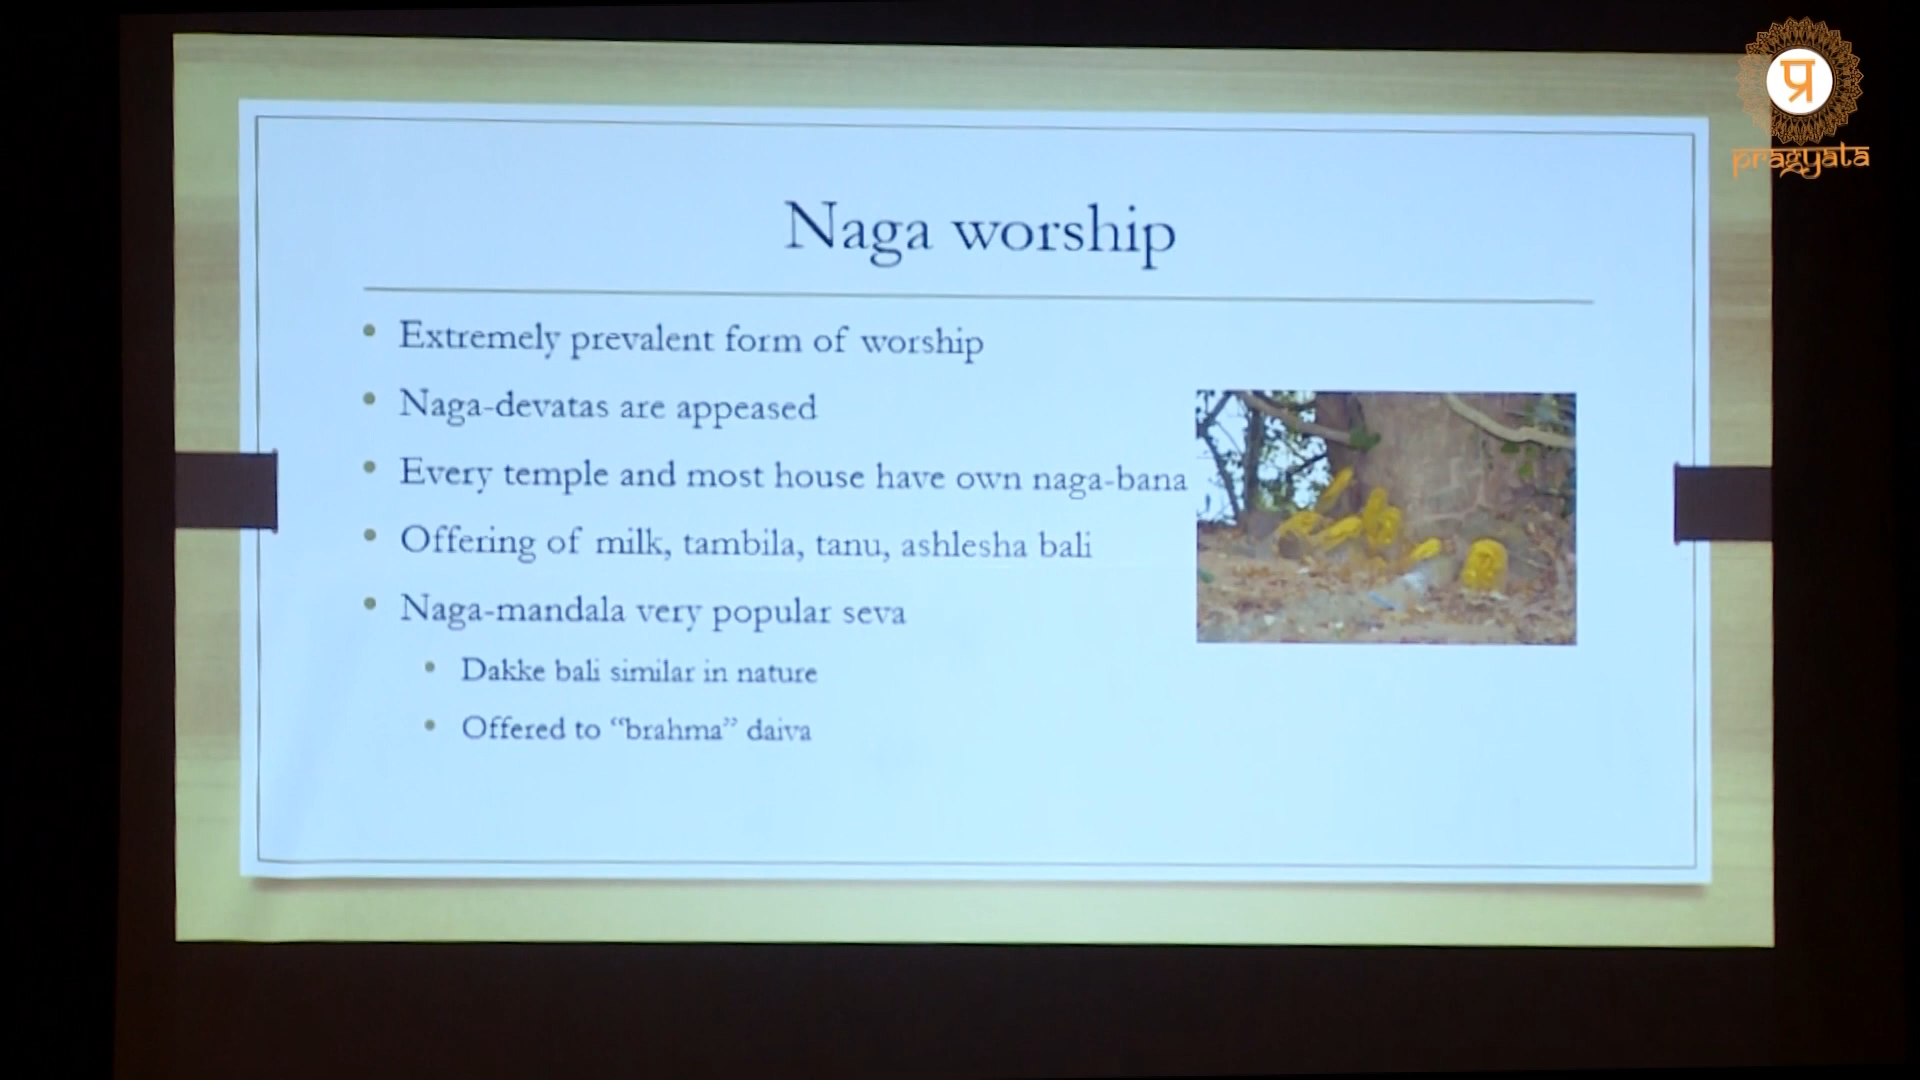 प्र
pragyata
Naga worship
Extremely prevalent form of worship
Naga-devatas are appeased
Every temple and most house have own naga-bana
Offering of milk, tambila, tanu, ashlesha bali
Naga-mandala very popular seva
Dakke bali similar in nature
Offered to “brahma” daiva